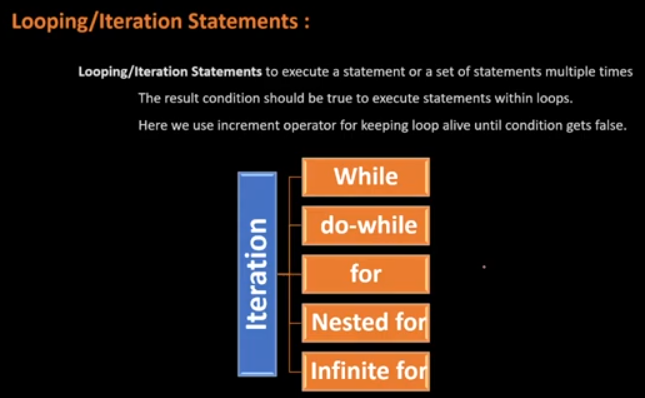 Looping/Iteration Statements :
Looping/Iteration Statements to execute a statement or a set of statements multiple times
The result condition should be true to execute statements within loops.
Here we use increment operator for keeping loop alive until condition gets false.
Iteration
While
do-while
for
Nested for
Infinite for